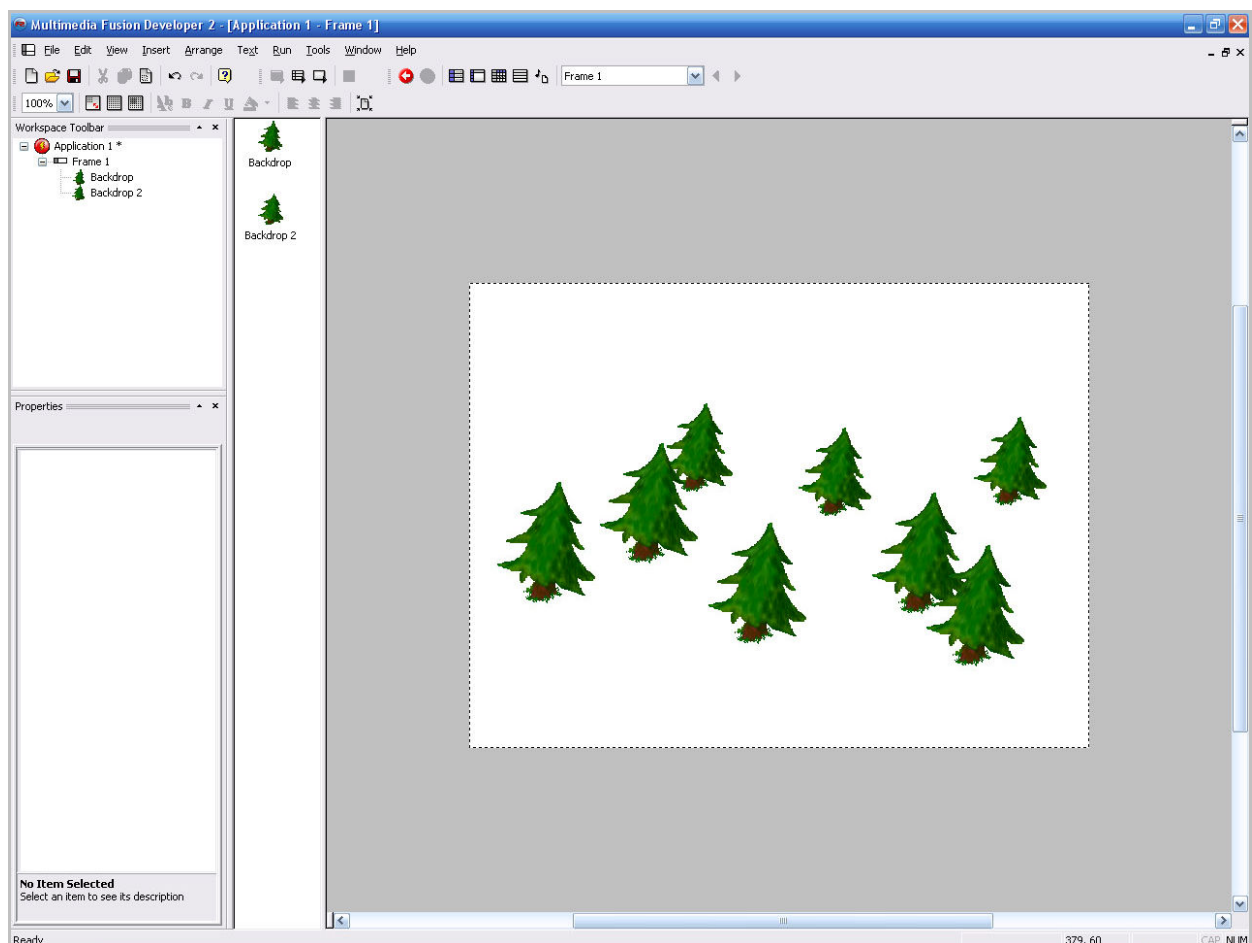 Multimedia Fusion Developer 2 - [Application 1 - Frame 1]
File Edit View Insert Arrange Text Run Tools Window Help
Frame 1
100% B I U
Workspace Toolbar
Application 1 *
Frame 1
Backdrop
Backdrop 2
Backdrop
Backdrop 2
Properties
No Item Selected
Select an item to see its description
Ready 379, 60 CAP NUM